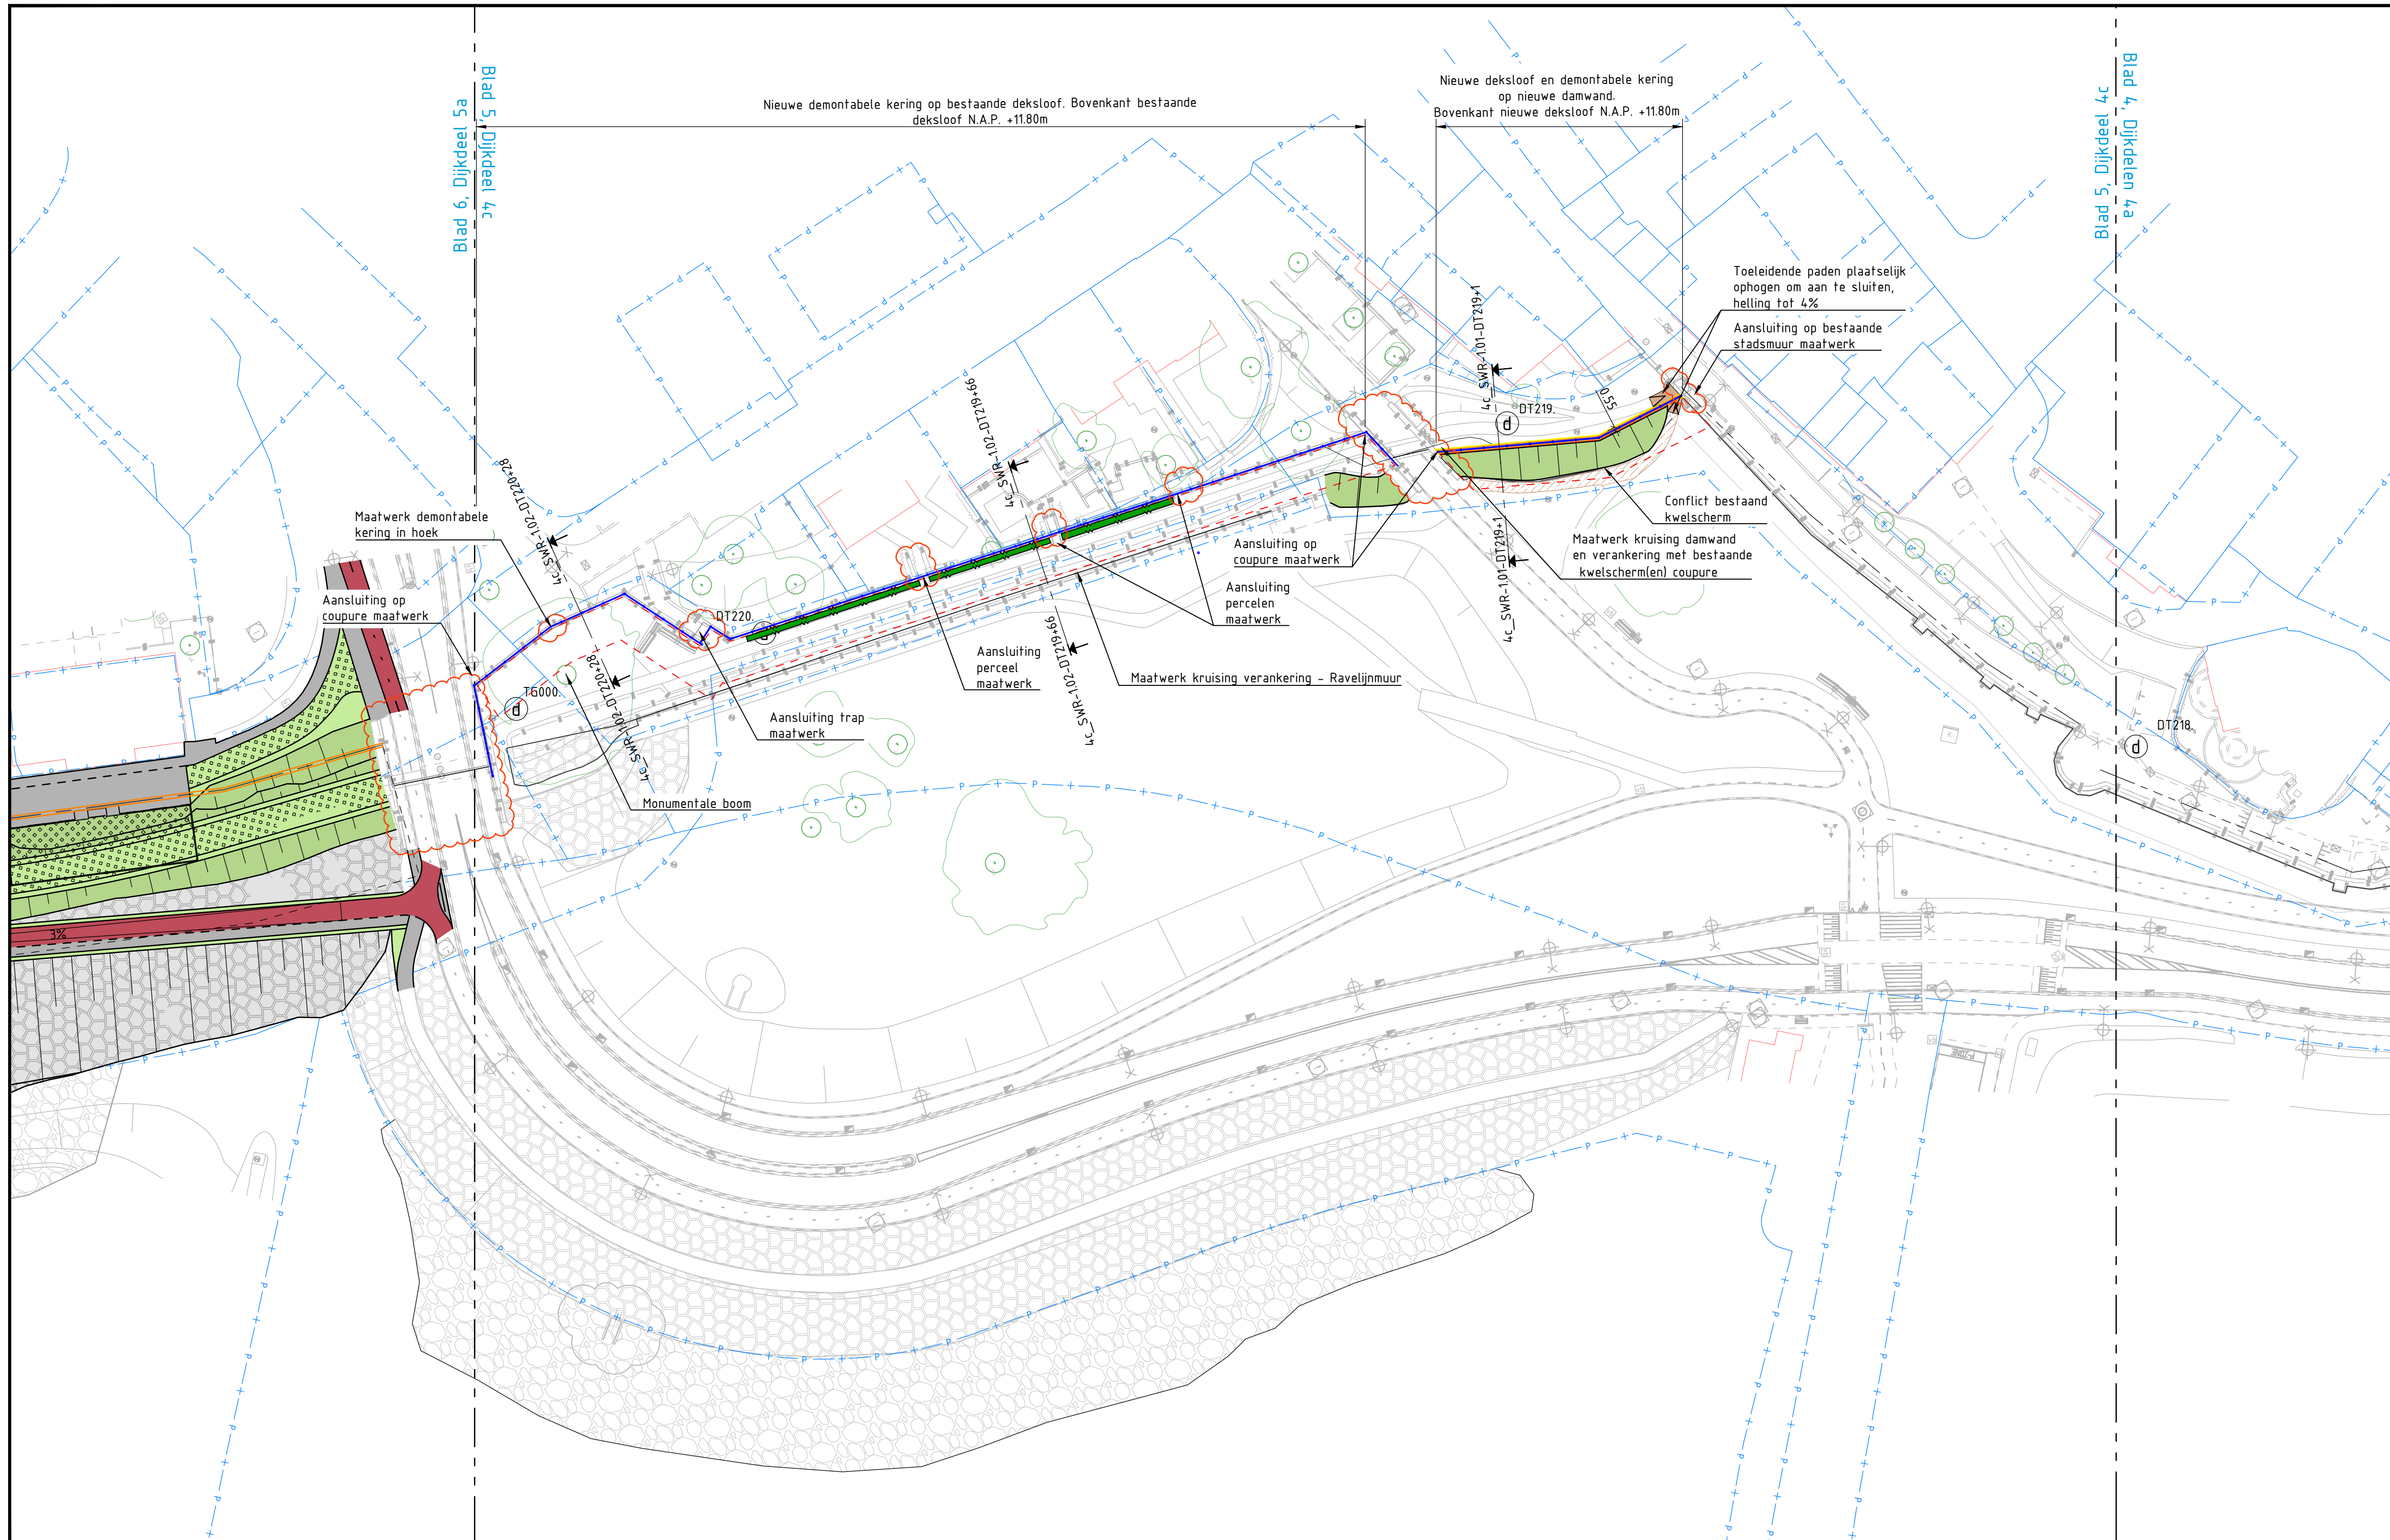 Blad 6, Dijkdeel 5a
Blad 5, Dijkdeel 4c
Nieuwe demontabele kering op bestaande deksloof. Bovenkant bestaande
deksloof N.A.P. +11.80m
Nieuwe deksloof en demontabele kering
op nieuwe damwand.
Bovenkant nieuwe deksloof N.A.P. +11.80m
Blad 5, Dijkdeel 4c
Blad 4, Dijkdelen 4a
Toeleidende paden plaatselijk
ophogen om aan te sluiten,
helling tot 4%
Aansluiting op bestaande
stadsmuur maatwerk
4c_SWR-1.01-DT219+1
DT219.
d
0.55
4c_SWR-1.02-DT219+66
4c_SWR-1.02-DT220+28
Maatwerk demontabele
kering in hoek
Conflict bestaand
kwelscherm
Maatwerk kruising damwand
en verankering met bestaande
kwelscherm(en) coupure
Aansluiting op
coupure maatwerk
4c_SWR-1.01-DT219+1
Aansluiting
percelen
maatwerk
Aansluiting op
coupure maatwerk
DT220.
Aansluiting
perceel
maatwerk
Maatwerk kruising verankering - Ravelijnmuur
4c_SWR-1.02-DT219+66
4c_SWR-1.02-DT220+28
TG000.
Aansluiting trap
maatwerk
Monumentale boom
DT218.
d
3%